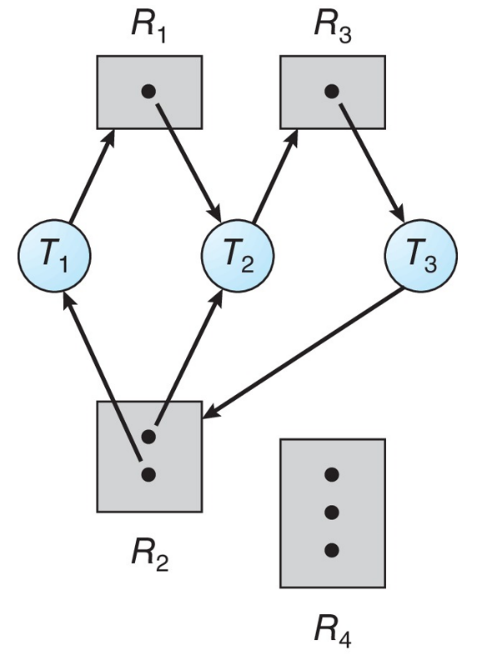 R₁ R₃
T₁ T₂ T₃
R₂
R₄